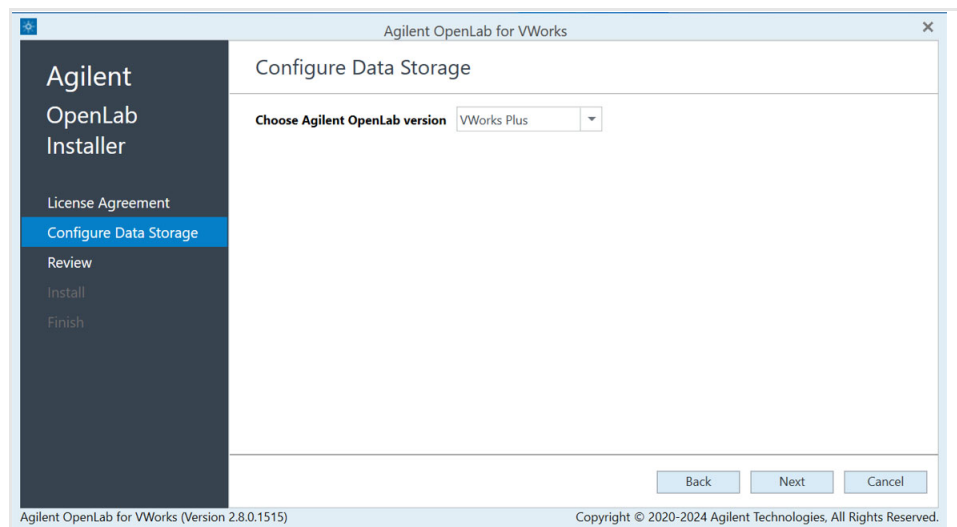 Agilent OpenLab for VWorks
Agilent
OpenLab
Installer
License Agreement
Configure Data Storage
Review
Install
Finish
Configure Data Storage
Choose Agilent OpenLab version VWorks Plus
Back Next Cancel
Agilent OpenLab for VWorks (Version 2.8.0.1515) Copyright © 2020-2024 Agilent Technologies, All Rights Reserved.